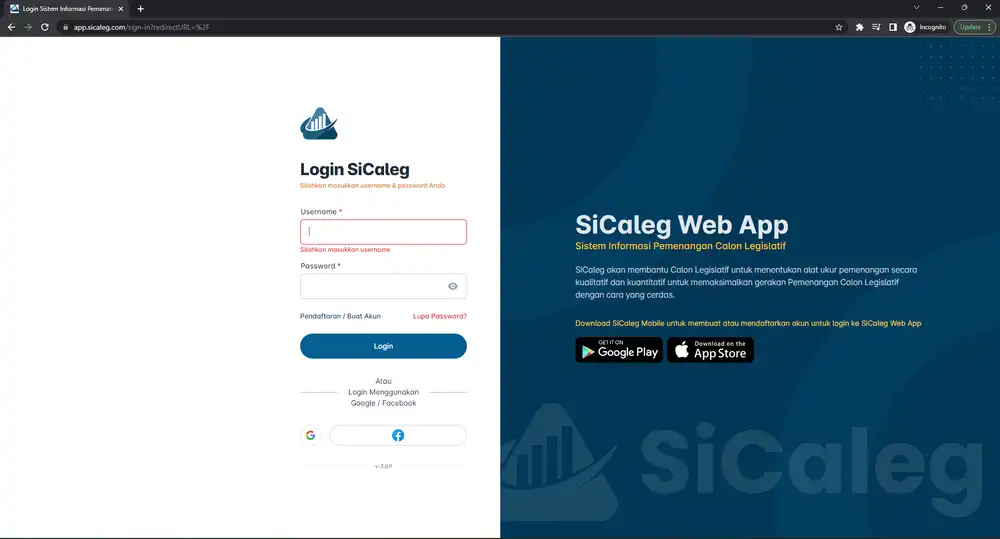 Login Sistem Informasi Pemenang
app.sicaleg.com/sign-in?redirectURL=%2F
Incognito
Update
Login SiCaleg
Silahkan masukkan username & password Anda
Username *
Silahkan masukkan username
Password *
Pendaftaran / Buat Akun
Lupa Password?
Login
Atau
Login Menggunakan
Google / Facebook
v-3.0.9
SiCaleg Web App
Sistem Informasi Pemenangan Calon Legislatif
SiCaleg akan membantu Calon Legislatif untuk menentukan alat ukur pemenangan secara
kualitatif dan kuantitatif untuk memaksimalkan gerakan Pemenangan Calon Legislatif
dengan cara yang cerdas.
Download SiCaleg Mobile untuk membuat atau mendaftarkan akun untuk login ke SiCaleg Web App
GET IT ON
Google Play
Download on the
App Store
SiCaleg